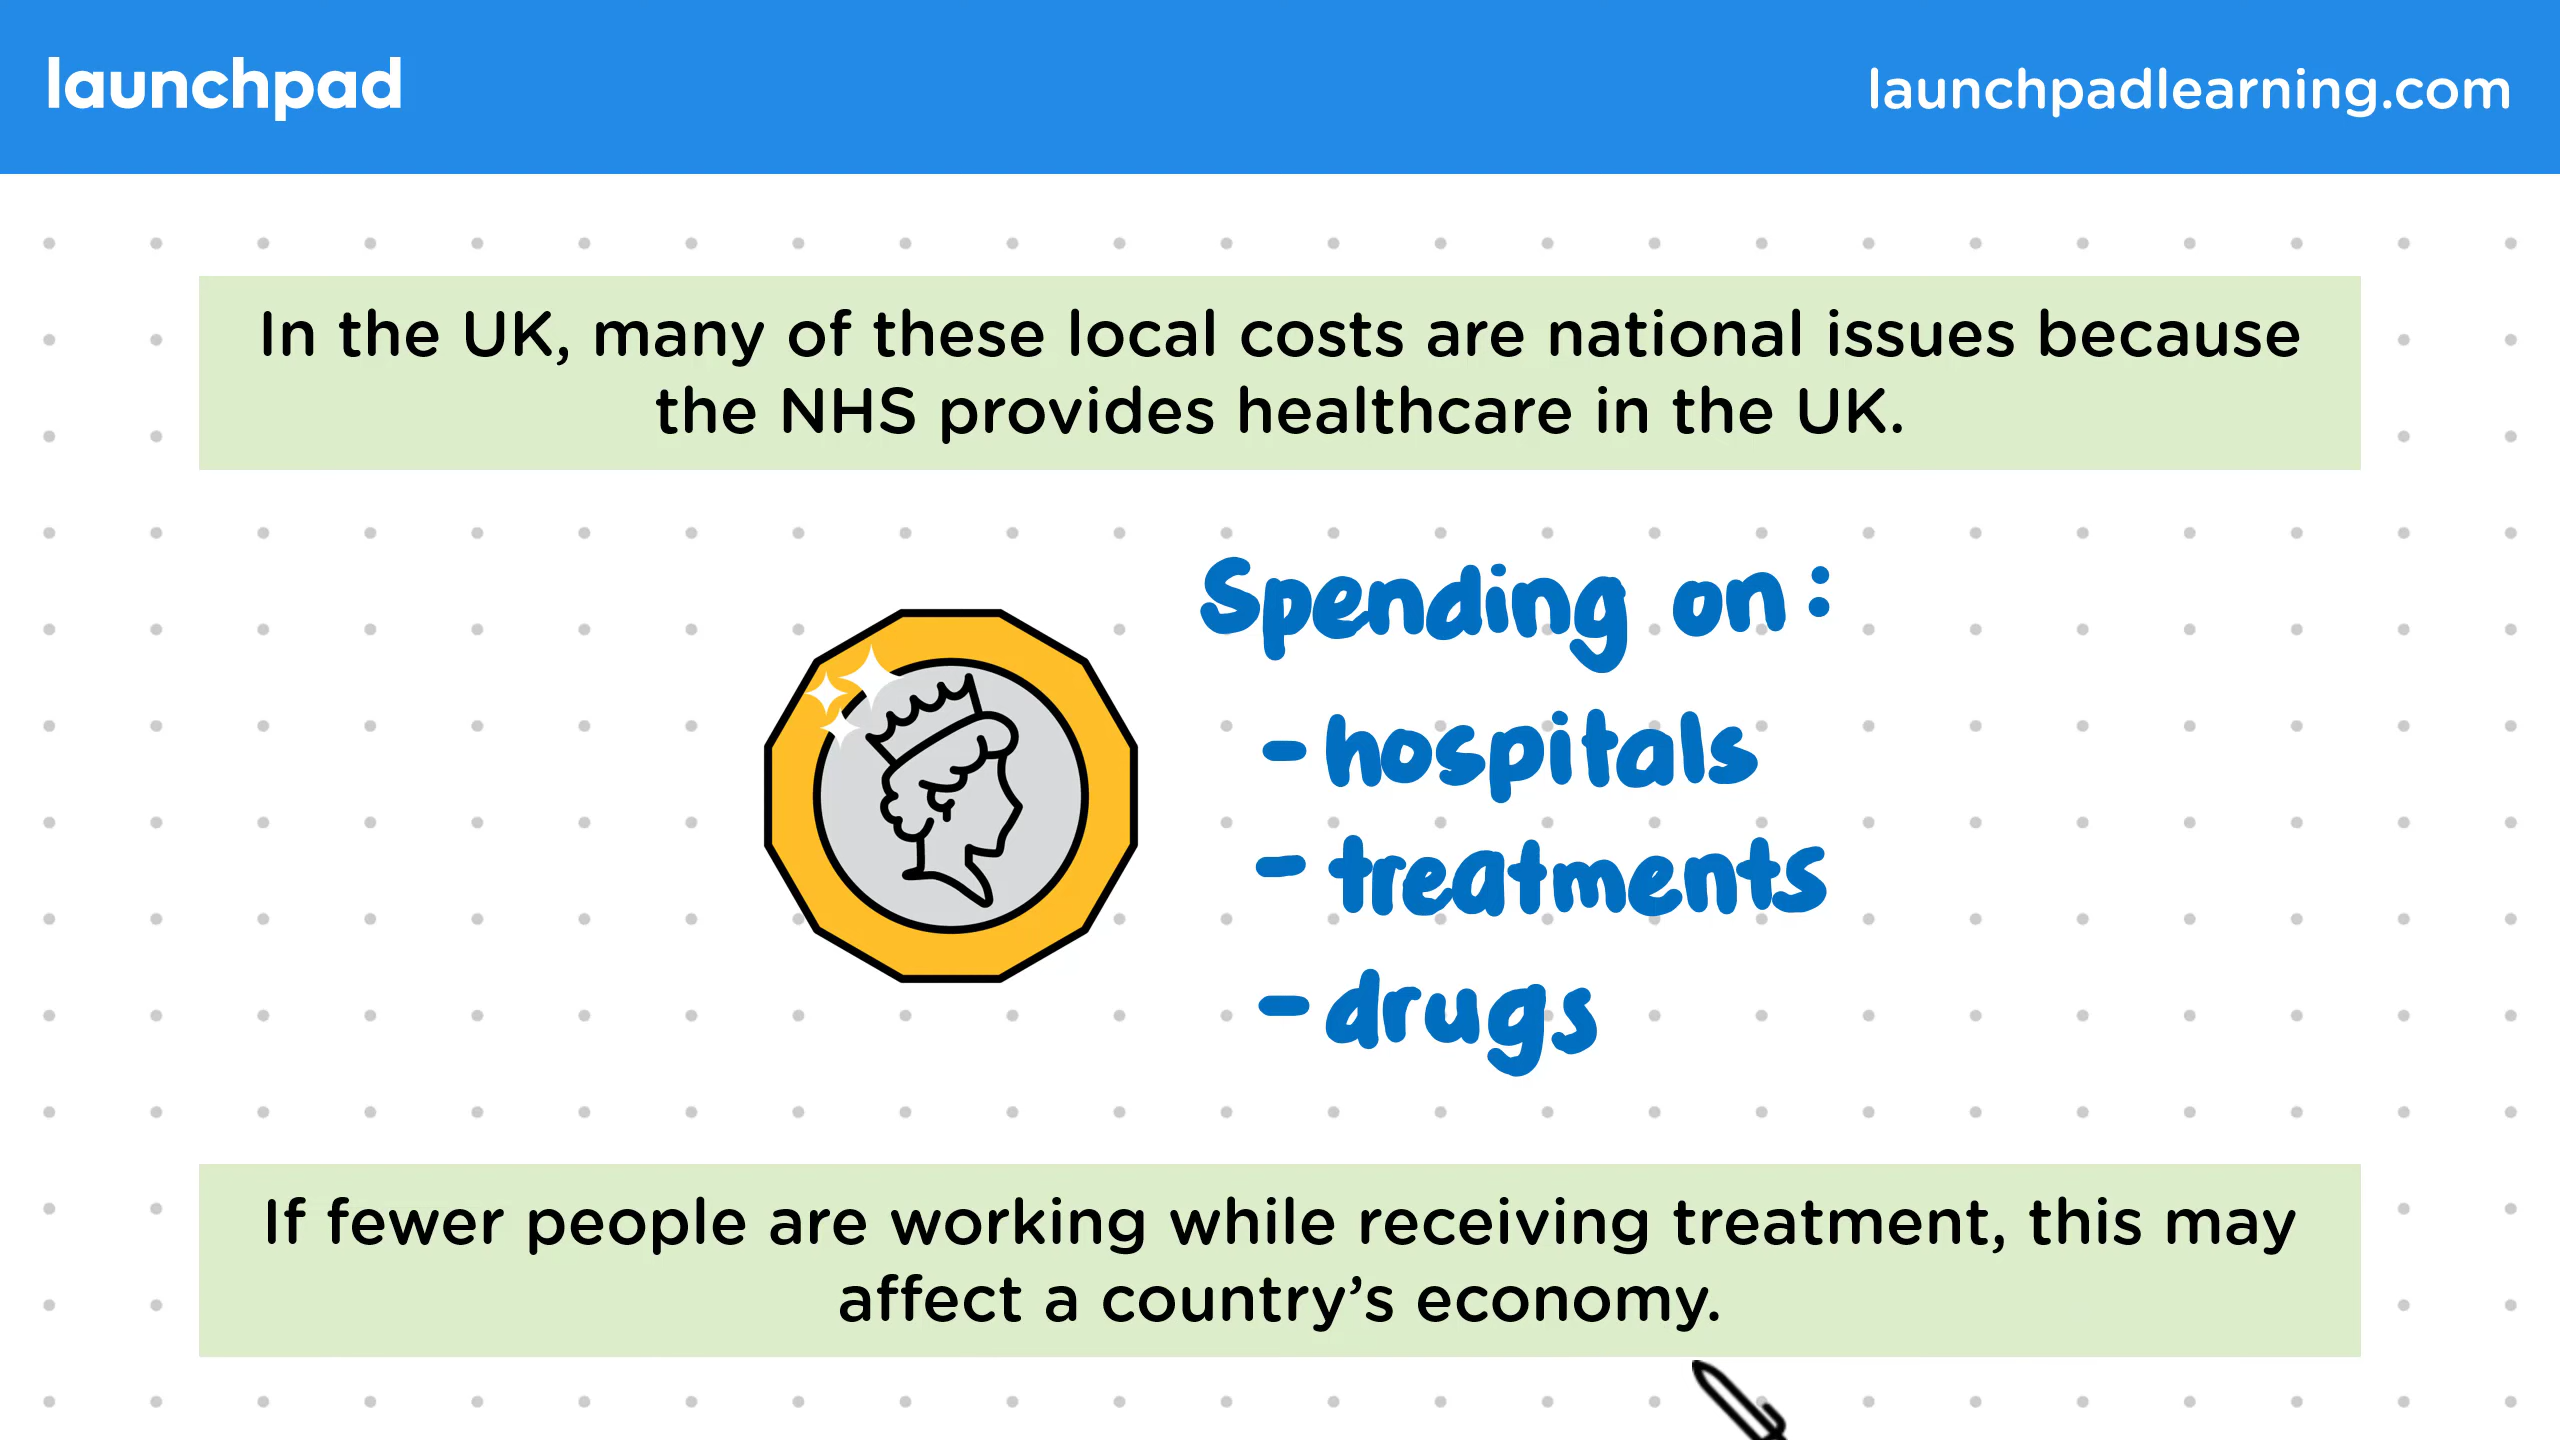 launchpad
launchpadlearning.com
In the UK, many of these local costs are national issues because
the NHS provides healthcare in the UK.
Spending on:
- hospitals
- treatments
- drugs
If fewer people are working while receiving treatment, this may
affect a country’s economy.